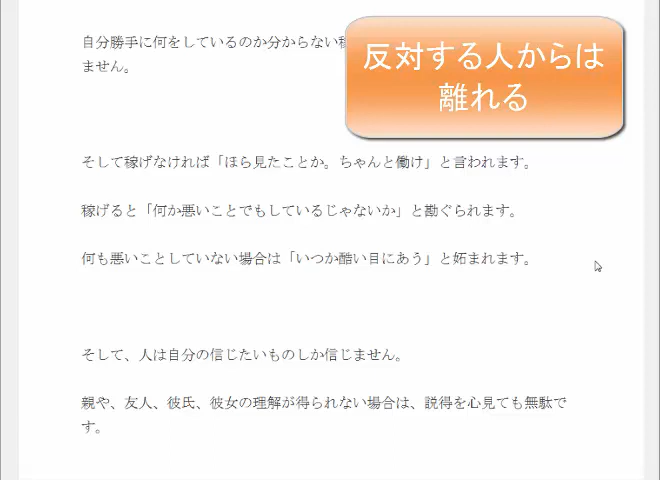 自分勝手に何をしているのか分からない
ません。
反対する人からは
離れる
そして稼げなければ「ほら見たことか。ちゃんと働け」と言われます。
稼げると「何か悪いことでもしているじゃないか」と勘ぐられます。
何も悪いことしていない場合は「いつか酷い目にあう」と妬まれます。
そして、人は自分の信じたいものしか信じません。
親や、友人、彼氏、彼女の理解が得られない場合は、説得を心見ても無駄で
す。